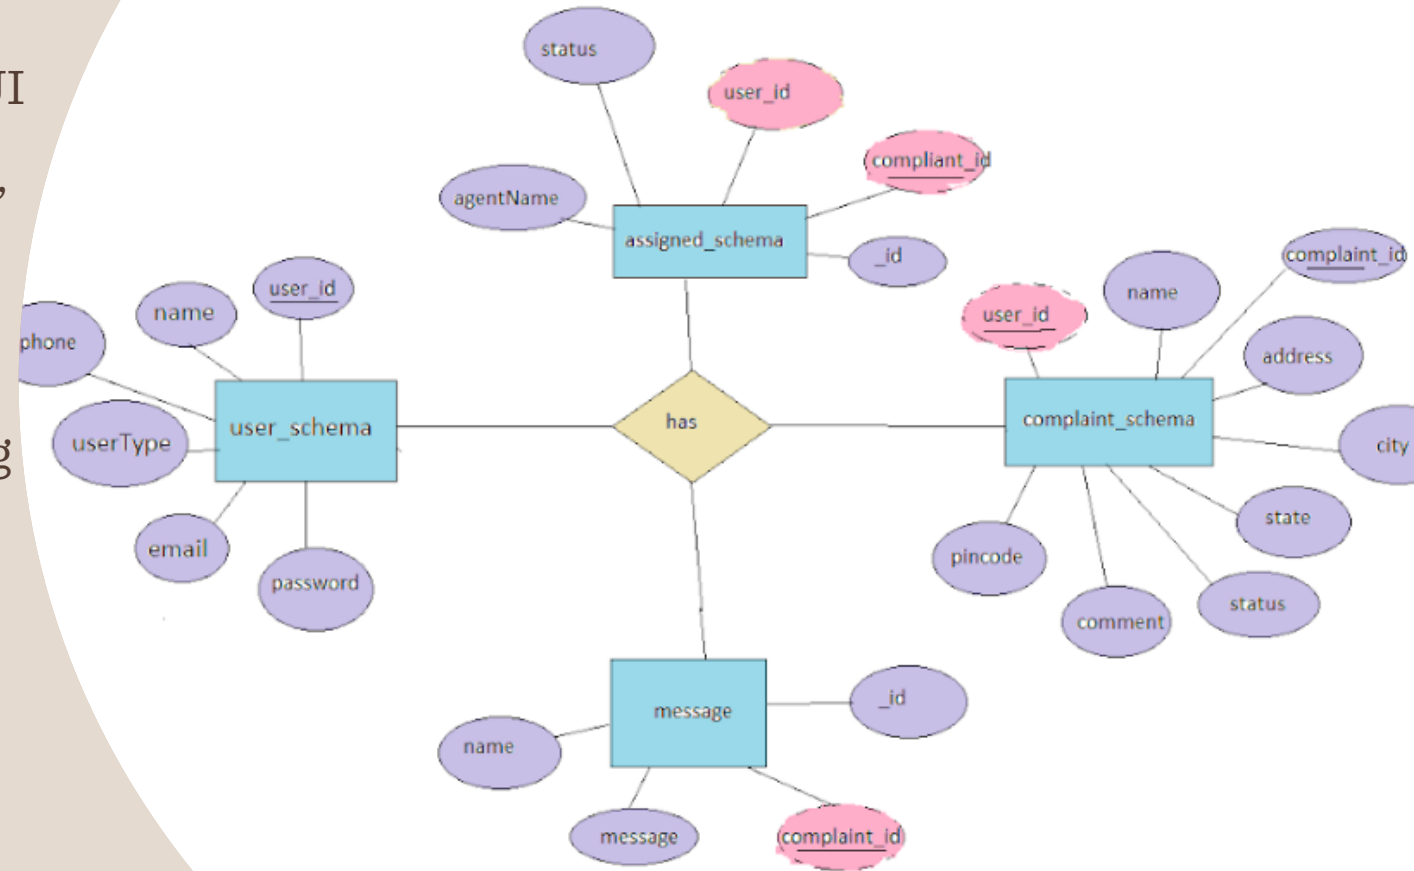 status
UI
user_id
compliant_id
,
agentName
assigned_schema
_id
complaint_id
user_id
name
name
user_id
phone
address
user_schema
has
complaint_schema
userType
city
g
state
email
pincode
password
status
comment
message
_id
name
message
complaint_id